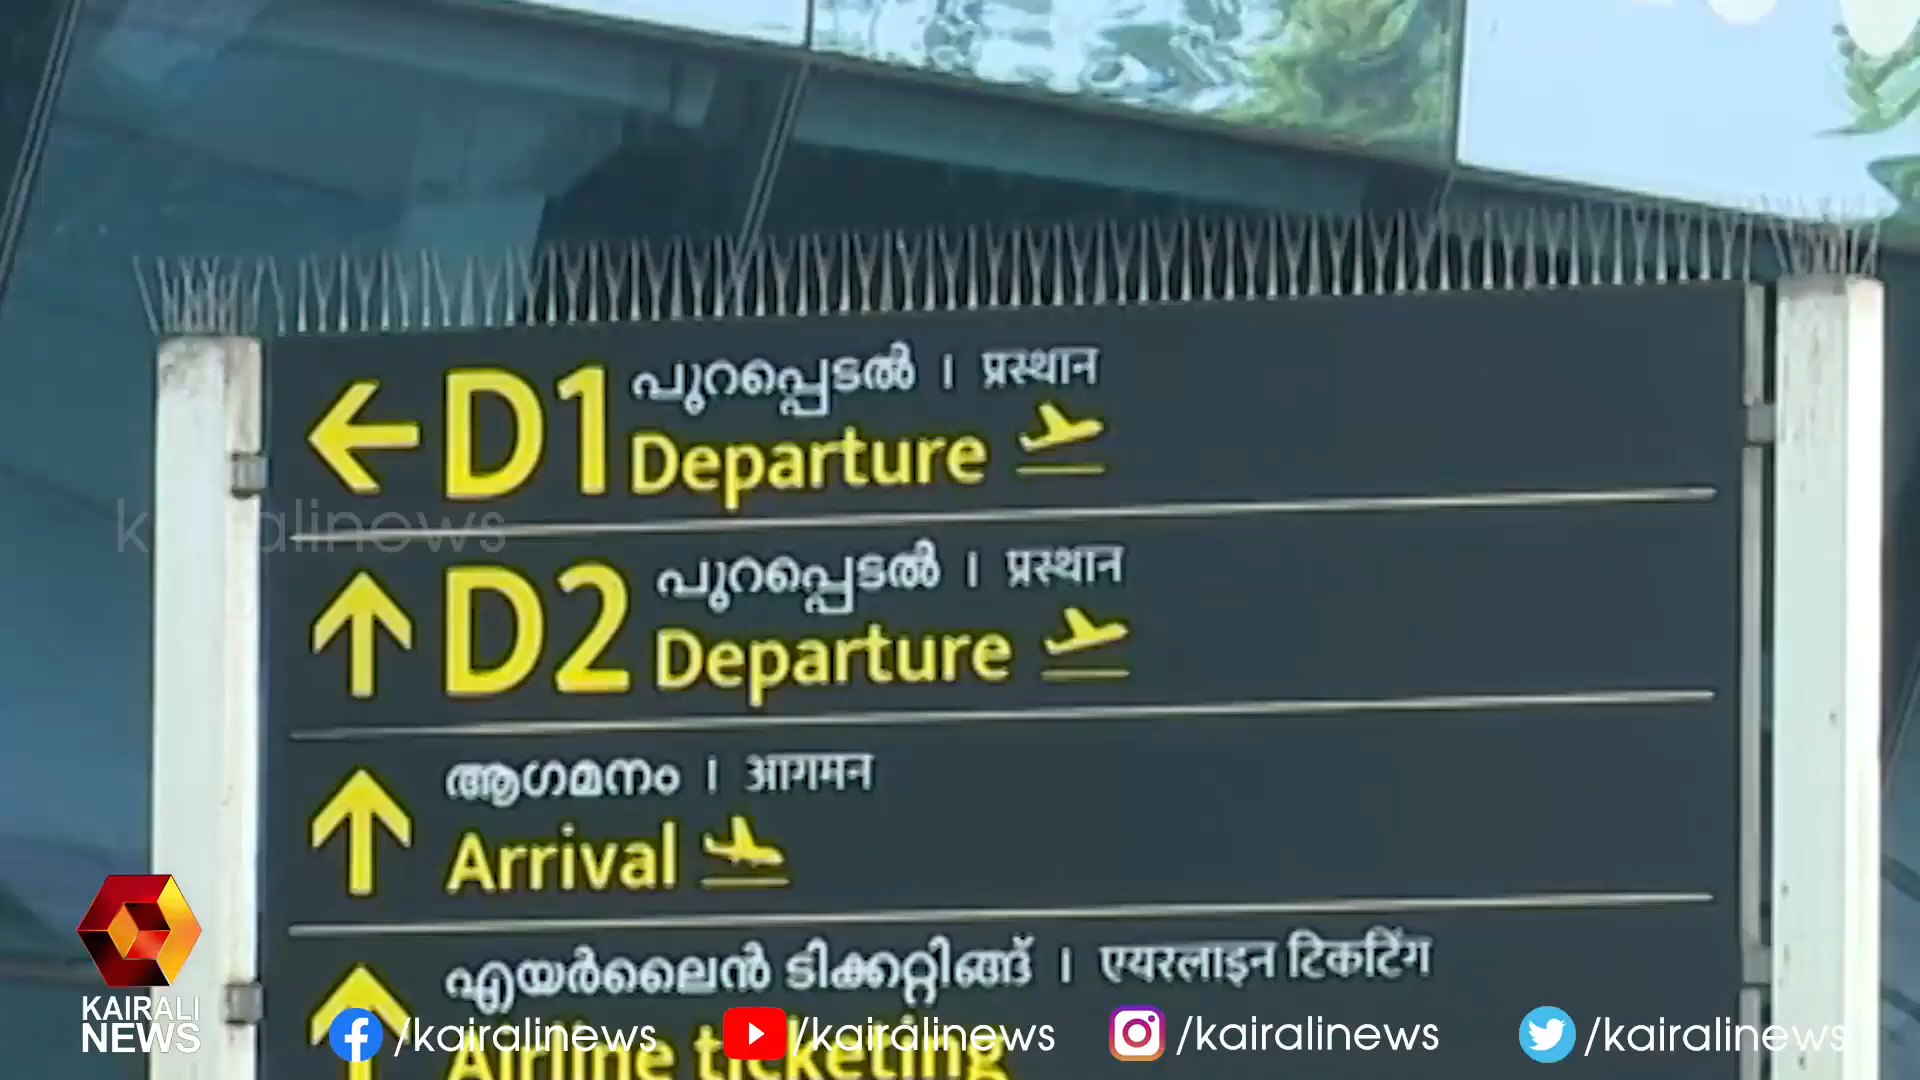 D1 പുറപ്പെടൽ | प्रस्थान
Departure
D2 പുറപ്പെടൽ | प्रस्थान
Departure
ആഗമനം | आगमन
Arrival
എയർലൈൻ ടിക്കറ്റിങ്ങ് | एयरलाइन टिकटिंग
Airline ticketing
kairalinews
KAIRALI
NEWS
/kairalinews /kairalinews /kairalinews /kairalinews